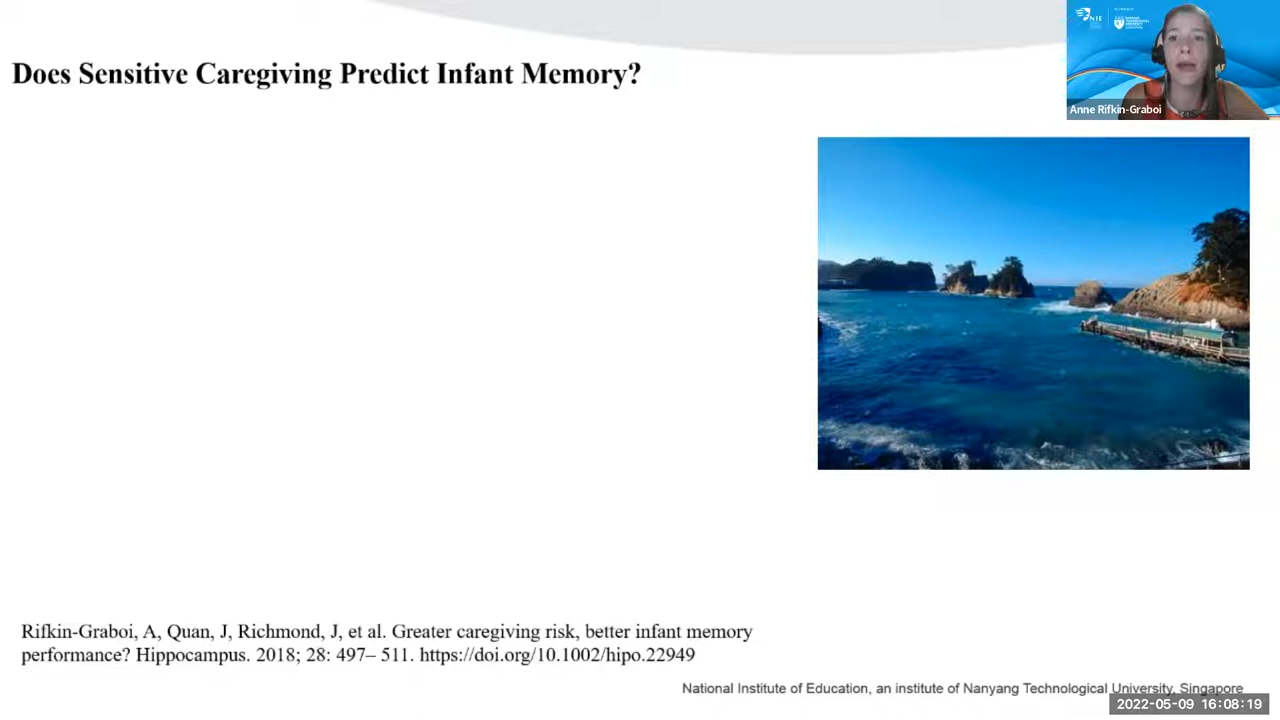 Does Sensitive Caregiving Predict Infant Memory?
NIE
Anne Rifkin-Graboi
Rifkin-Graboi, A, Quan, J, Richmond, J, et al. Greater caregiving risk, better infant memory
performance? Hippocampus. 2018; 28: 497– 511. https://doi.org/10.1002/hipo.22949
National Institute of Education, an institute of Nanyang Technological University, Singapore
2022-05-09 16:08:19